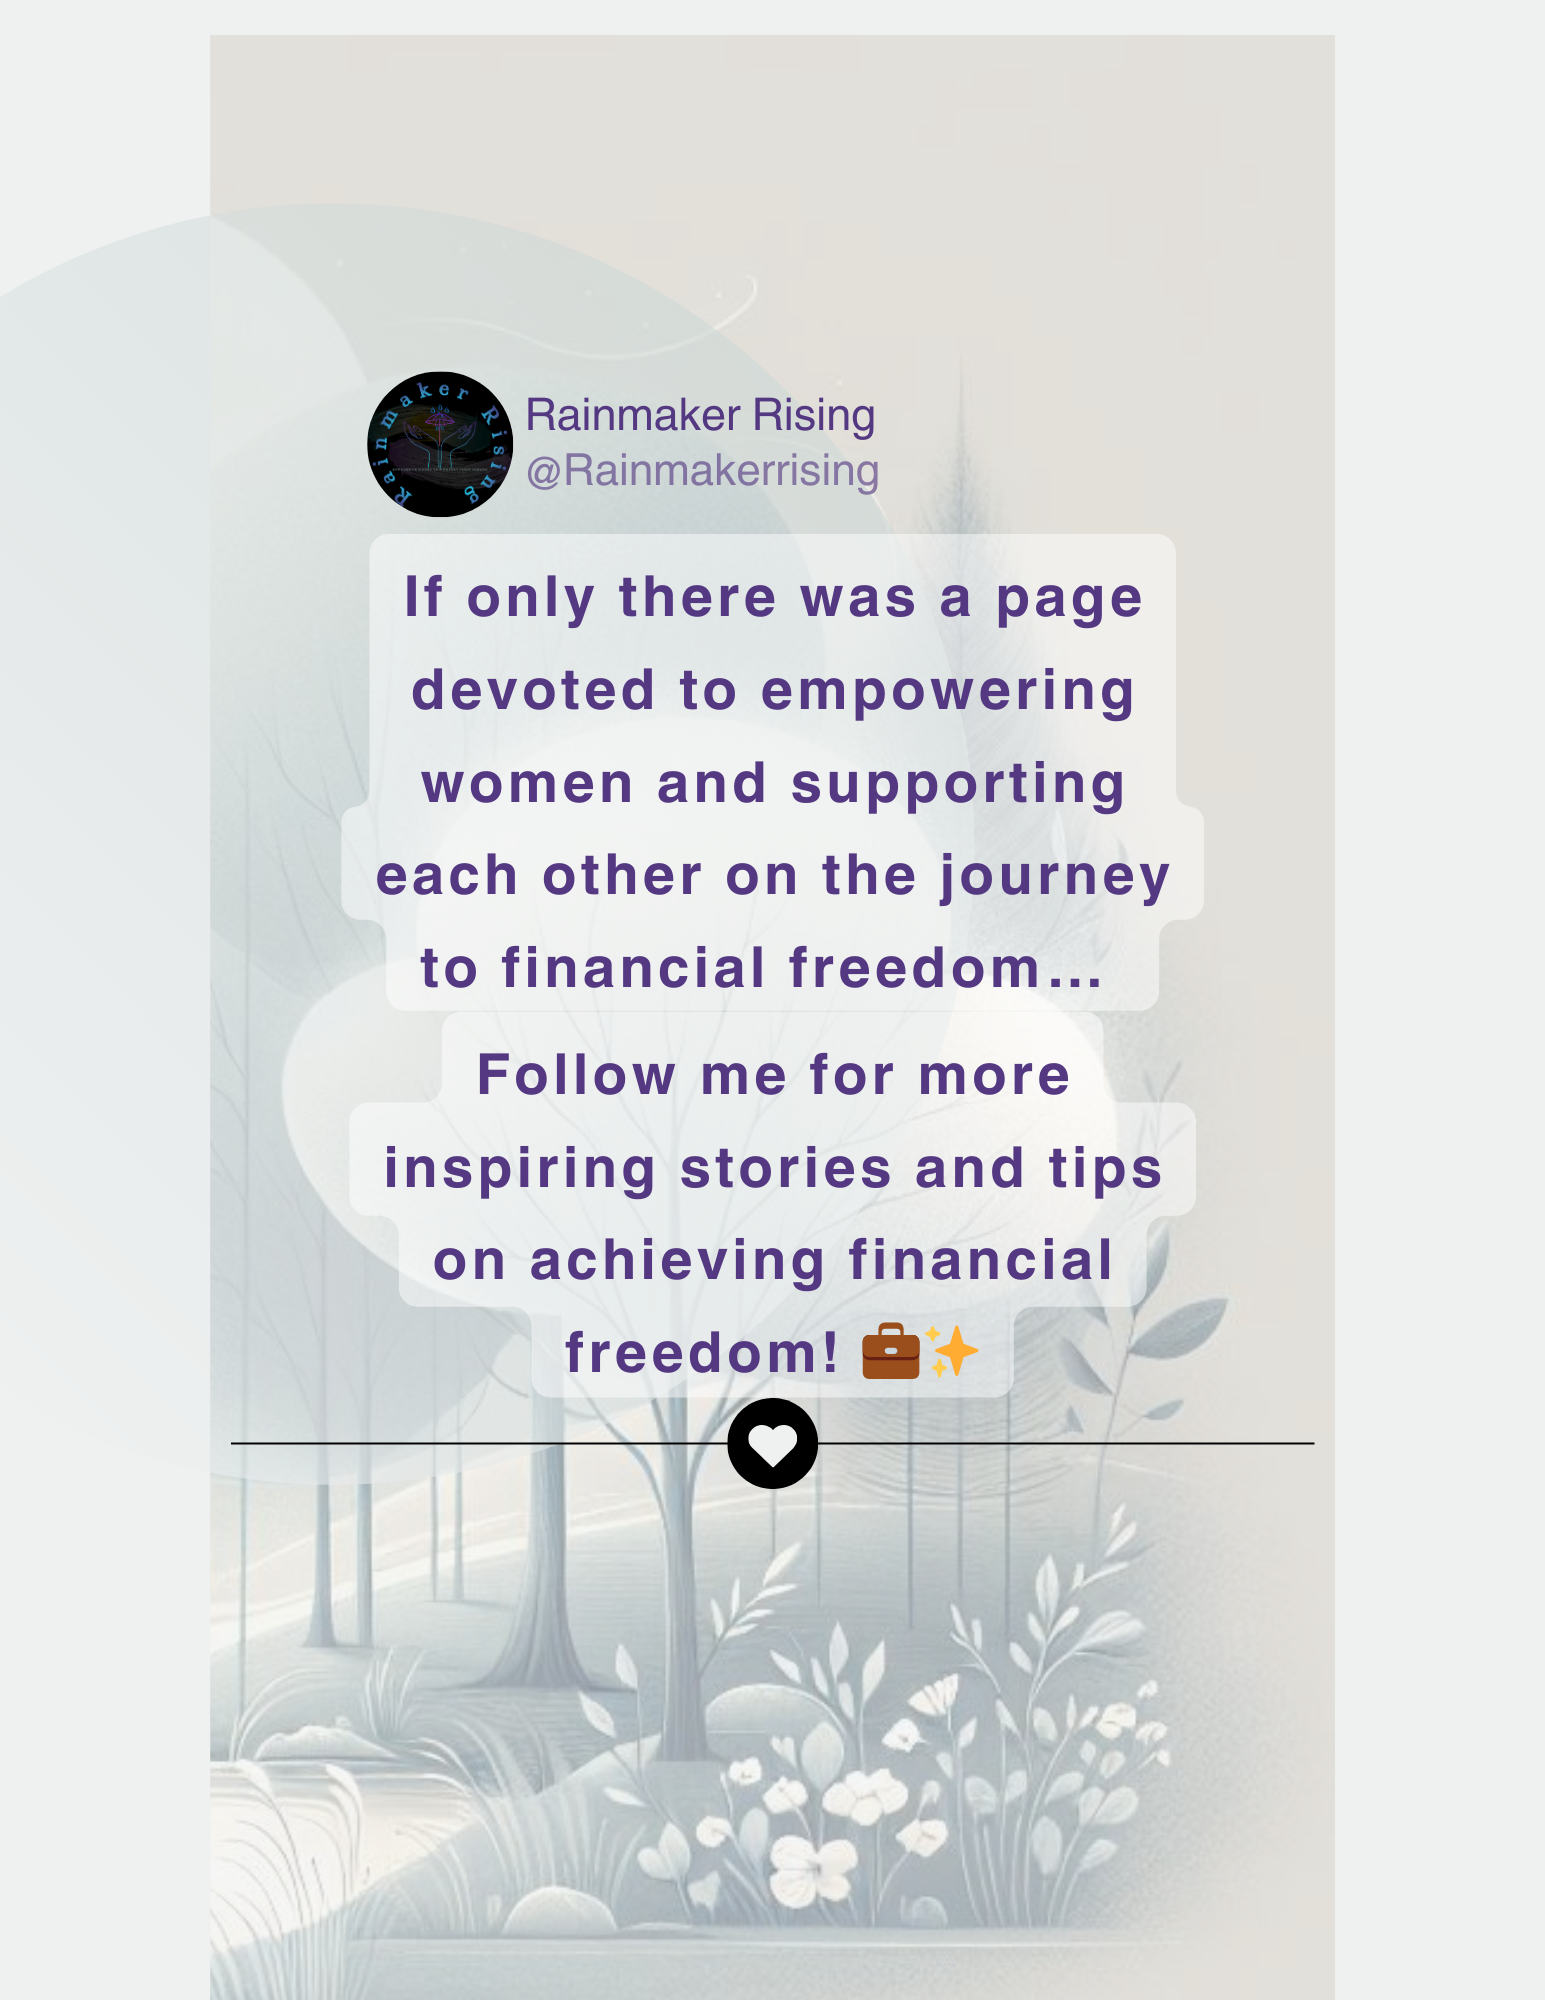 Rainmaker Rising
Rainmaker Rising
@Rainmakerrising
If only there was a page
devoted to empowering
women and supporting
each other on the journey
to financial freedom...
Follow me for more
inspiring stories and tips
on achieving financial
freedom! 💼✨